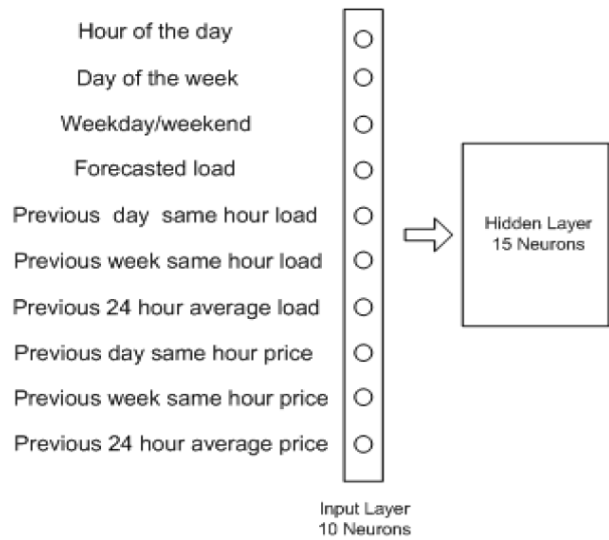 Hour of the day
Day of the week
Weekday/weekend
Forecasted load
Previous day same hour load
Previous week same hour load
Previous 24 hour average load
Previous day same hour price
Previous week same hour price
Previous 24 hour average price
Input Layer
10 Neurons
Hidden Layer
15 Neurons